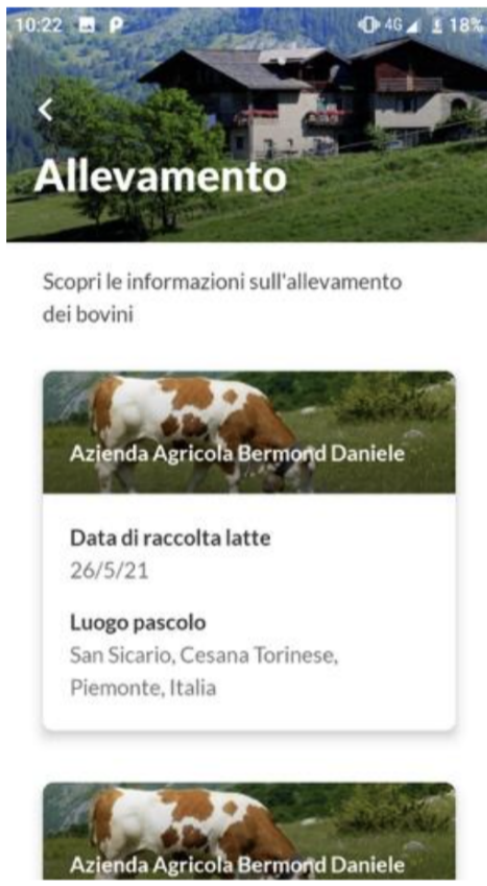 10:22 P 4G 18%
Allevamento
Scopri le informazioni sull'allevamento
dei bovini
Azienda Agricola Bermond Daniele
Data di raccolta latte
26/5/21
Luogo pascolo
San Sicario, Cesana Torinese,
Piemonte, Italia
Azienda Agricola Bermond Daniele